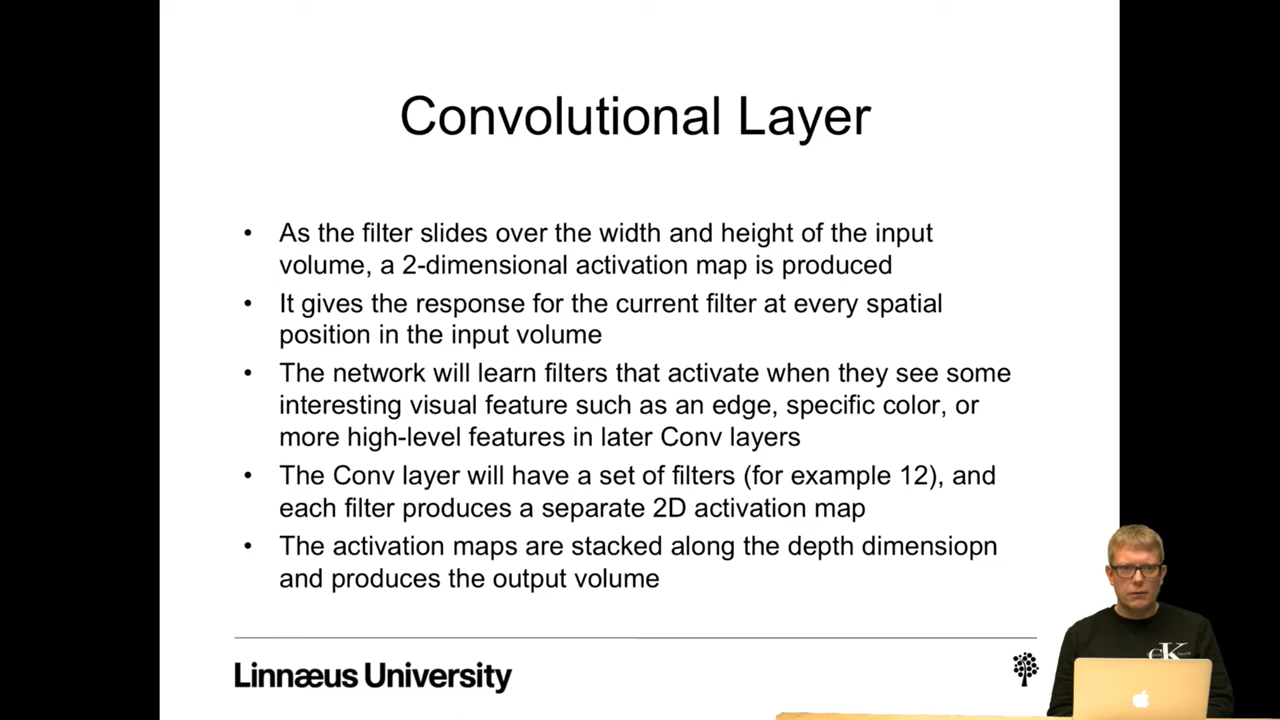 Convolutional Layer
• As the filter slides over the width and height of the input
volume, a 2-dimensional activation map is produced
• It gives the response for the current filter at every spatial
position in the input volume
• The network will learn filters that activate when they see some
interesting visual feature such as an edge, specific color, or
more high-level features in later Conv layers
• The Conv layer will have a set of filters (for example 12), and
each filter produces a separate 2D activation map
• The activation maps are stacked along the depth dimensiopn
and produces the output volume
Linnæus University
cK